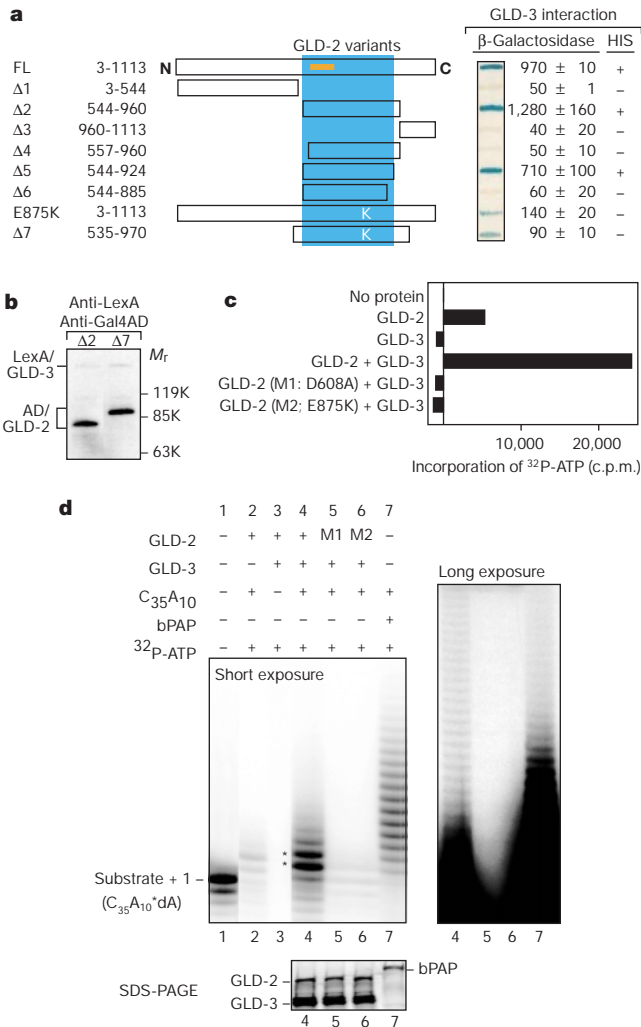 a
GLD-3 interaction
GLD-2 variants
β-Galactosidase HIS
FL 3-1113 N C 970 ± 10 +
Δ1 3-544 50 ± 1 –
Δ2 544-960 1,280 ± 160 +
Δ3 960-1113 40 ± 20 –
Δ4 557-960 50 ± 10 –
Δ5 544-924 710 ± 100 +
Δ6 544-885 60 ± 20 –
E875K 3-1113 K 140 ± 20 –
Δ7 535-970 K 90 ± 10 –
b
Anti-LexA
Anti-Gal4AD
Δ2 Δ7
LexA/
GLD-3
Mr
119K
AD/
GLD-2
85K
63K
c
No protein
GLD-2
GLD-3
GLD-2 + GLD-3
GLD-2 (M1: D608A) + GLD-3
GLD-2 (M2; E875K) + GLD-3
10,000 20,000
Incorporation of ³²P-ATP (c.p.m.)
d
1 2 3 4 5 6 7
GLD-2 – + + + M1 M2 –
GLD-3 – – + + + + –
C₃₅A₁₀ – + – + + + +
bPAP – – – – – – +
³²P-ATP – + + + + + +
Short exposure
Long exposure
*
*
Substrate + 1 –
(C₃₅A₁₀*dA)
1 2 3 4 5 6 7
4 5 6 7
SDS-PAGE
GLD-2
GLD-3
bPAP
4 5 6 7